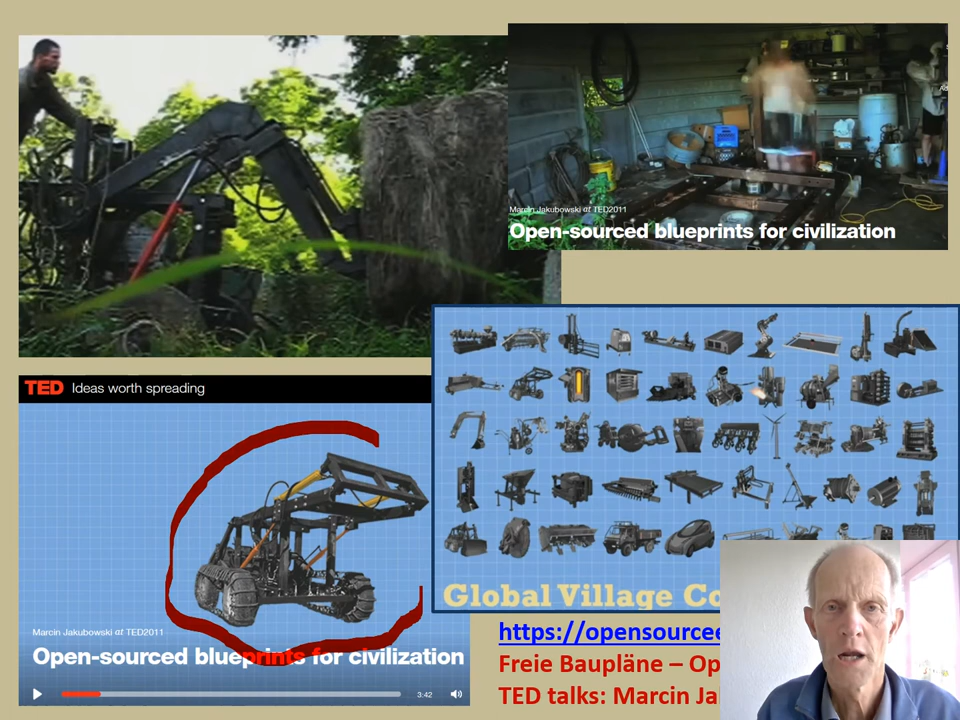 Marcin Jakubowski at TED2011
Open-sourced blueprints for civilization
TED Ideas worth spreading
Marcin Jakubowski at TED2011
Open-sourced blueprints for civilization
3:42
Global Village Co
https://opensourcee
Freie Baupläne – Op
TED talks: Marcin Ja